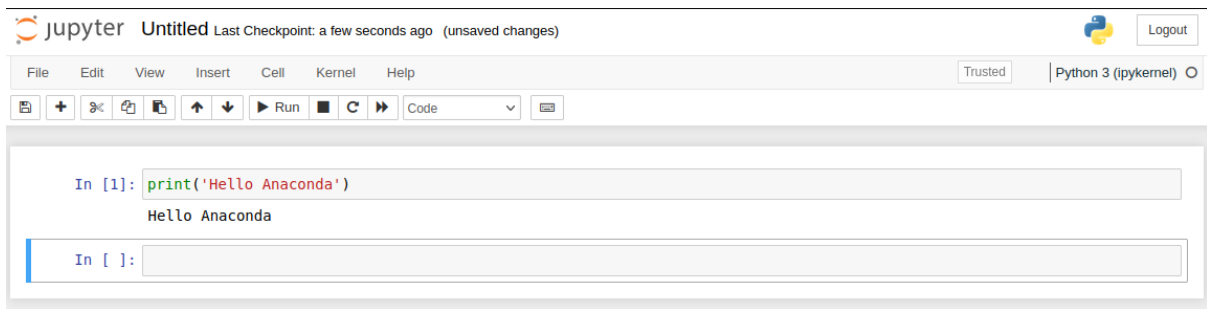 jupyter Untitled Last Checkpoint: a few seconds ago (unsaved changes) Logout
File Edit View Insert Cell Kernel Help Trusted Python 3 (ipykernel)
Run Code
In [1]: print('Hello Anaconda')
Hello Anaconda
In [ ]: